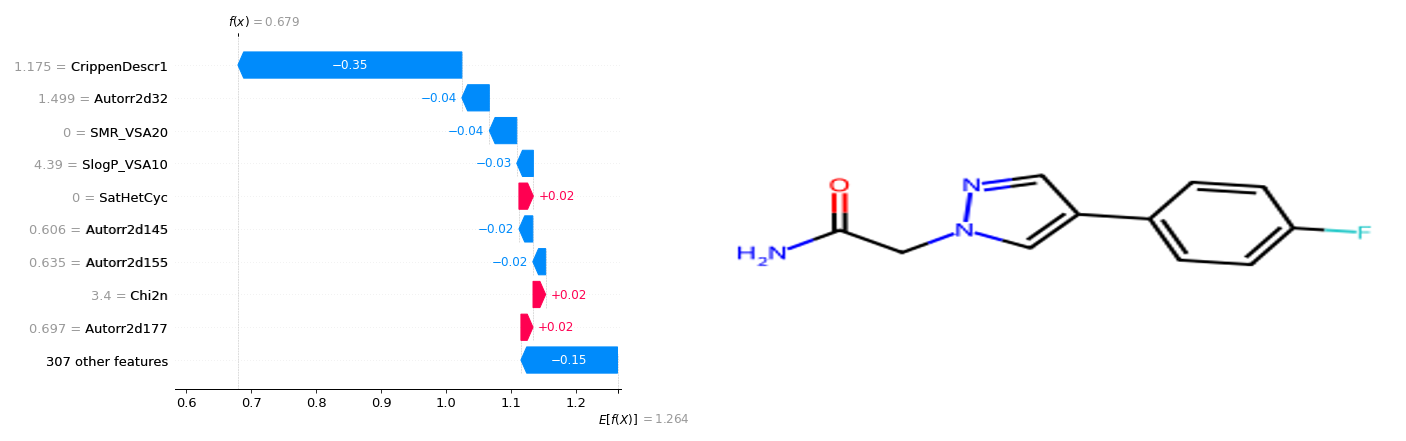 f(x) = 0.679
1.175 = CrippenDescr1
−0.35
1.499 = Autorr2d32
−0.04
0 = SMR_VSA20
−0.04
4.39 = SlogP_VSA10
−0.03
0 = SatHetCyc
+0.02
0.606 = Autorr2d145
−0.02
0.635 = Autorr2d155
−0.02
3.4 = Chi2n
+0.02
0.697 = Autorr2d177
+0.02
307 other features
−0.15
0.6 0.7 0.8 0.9 1.0 1.1 1.2
E[f(X)] = 1.264
O
H2N
N
N
F